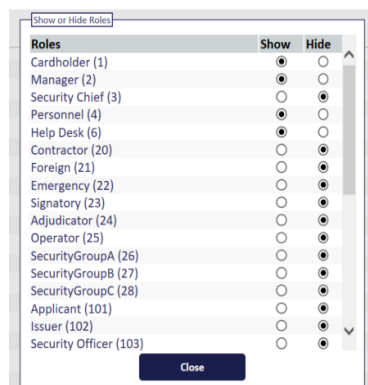 Show or Hide Roles
Roles Show Hide
Cardholder (1)
Manager (2)
Security Chief (3)
Personnel (4)
Help Desk (6)
Contractor (20)
Foreign (21)
Emergency (22)
Signatory (23)
Adjudicator (24)
Operator (25)
SecurityGroupA (26)
SecurityGroupB (27)
SecurityGroupC (28)
Applicant (101)
Issuer (102)
Security Officer (103)
Close